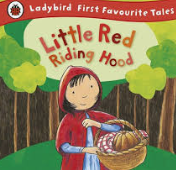 Ladybird First Favourite Tales
Little Red
Riding Hood